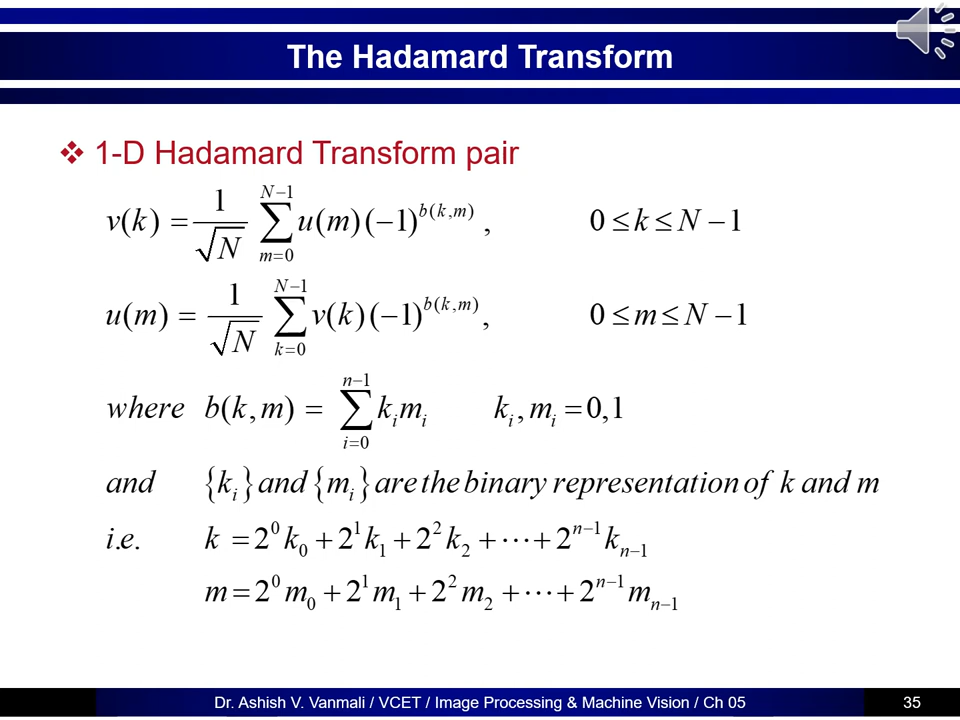 The Hadamard Transform
❖ 1-D Hadamard Transform pair
v(k) = 1/√N ∑_{m=0}^{N−1} u(m)(−1)^{b(k,m)} , 0 ≤ k ≤ N − 1
u(m) = 1/√N ∑_{k=0}^{N−1} v(k)(−1)^{b(k,m)} , 0 ≤ m ≤ N − 1
where b(k,m) = ∑_{i=0}^{n−1} k_i m_i k_i , m_i = 0,1
and {k_i} and {m_i} are the binary representation of k and m
i.e. k = 2^0 k_0 + 2^1 k_1 + 2^2 k_2 + ⋯ + 2^{n−1} k_{n−1}
m = 2^0 m_0 + 2^1 m_1 + 2^2 m_2 + ⋯ + 2^{n−1} m_{n−1}
Dr. Ashish V. Vanmali / VCET / Image Processing & Machine Vision / Ch 05 35